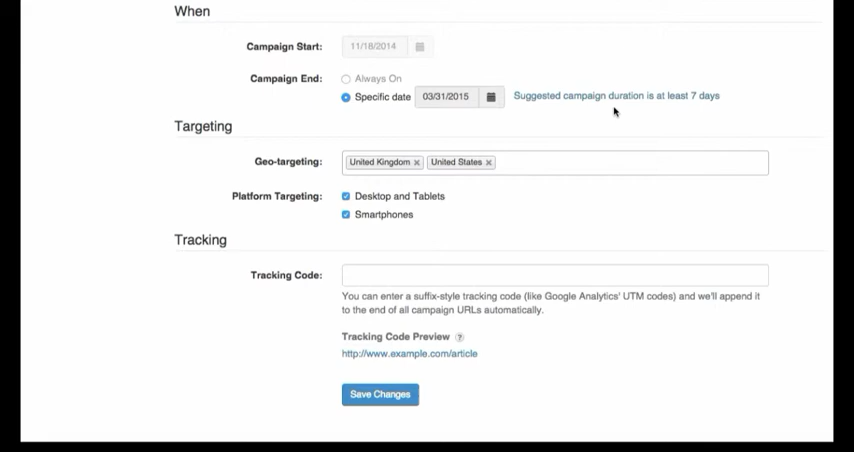 When
Campaign Start: 11/18/2014
Campaign End: Always On
Specific date 03/31/2015 Suggested campaign duration is at least 7 days
Targeting
Geo-targeting: United Kingdom × United States ×
Platform Targeting: Desktop and Tablets
Smartphones
Tracking
Tracking Code:
You can enter a suffix-style tracking code (like Google Analytics' UTM codes) and we'll append it
to the end of all campaign URLs automatically.
Tracking Code Preview ?
http://www.example.com/article
Save Changes